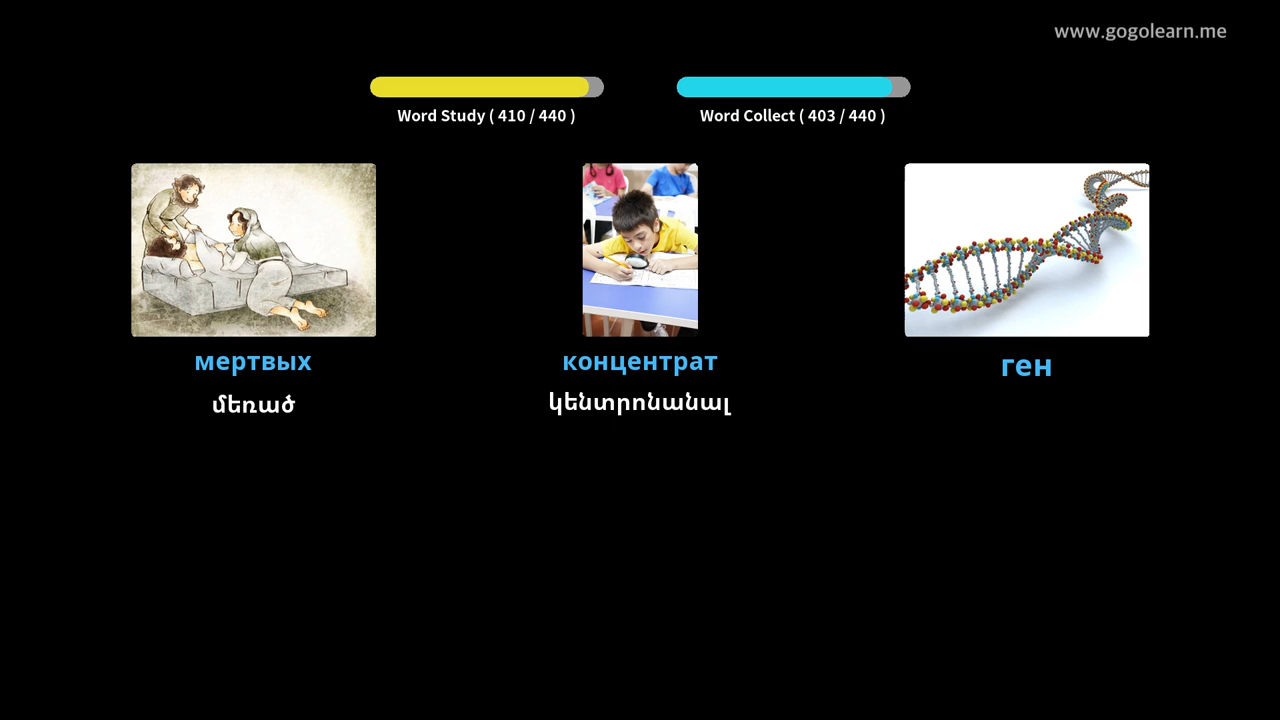 www.gogolearn.me
Word Study ( 410 / 440 )
Word Collect ( 403 / 440 )
мертвых
концентрат
ген
մեռած
կենտրոնանալ